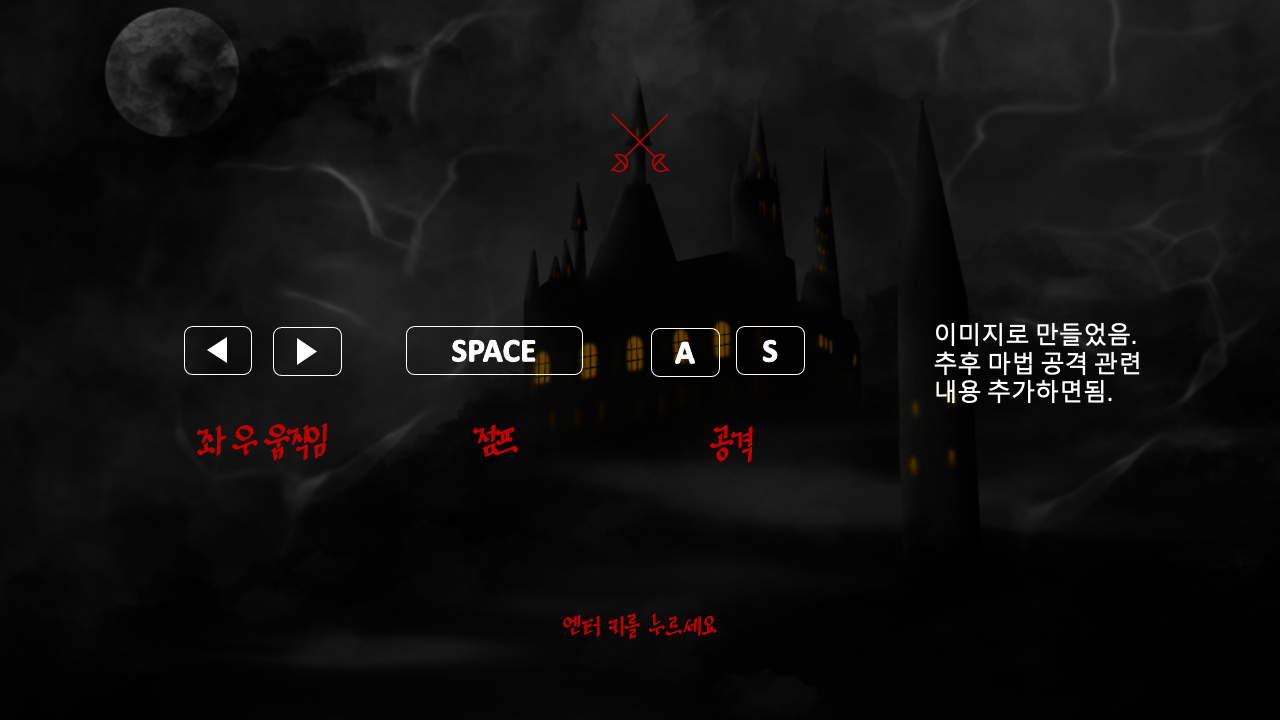 SPACE
A
S
이미지로 만들었음.
추후 마법 공격 관련
내용 추가하면됨.
좌 우 움직임
점프
공격
엔터 키를 누르세요